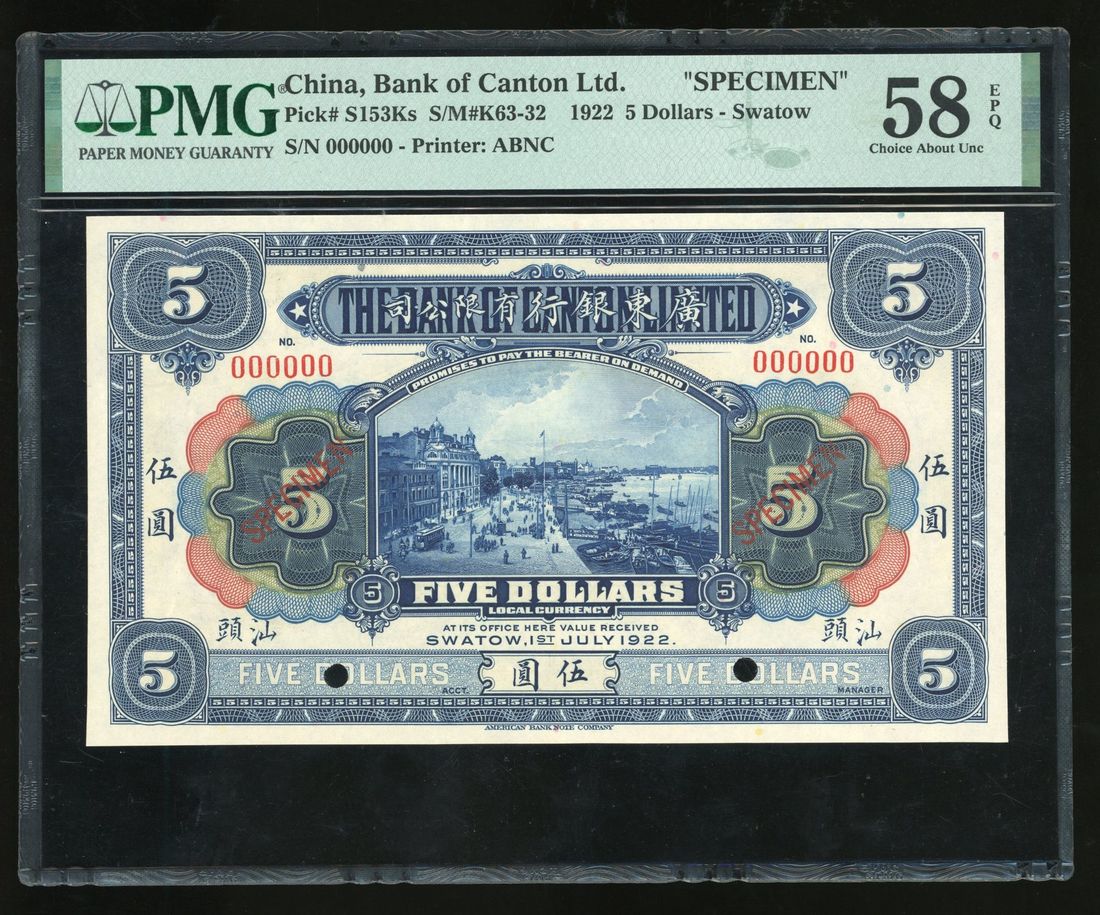 PMG®
PAPER MONEY GUARANTY
China, Bank of Canton Ltd. "SPECIMEN"
Pick# S153Ks S/M#K63-32 1922 5 Dollars - Swatow
S/N 000000 - Printer: ABNC
58 EPQ
Choice About Unc
5 5
THE BANK OF CANTON LIMITED
司公限有行銀東廣
NO. NO.
000000 000000
PROMISES TO PAY THE BEARER ON DEMAND
5 5
SPECIMEN SPECIMEN
伍圓 伍圓
5 FIVE DOLLARS 5
LOCAL CURRENCY
AT ITS OFFICE HERE VALUE RECEIVED
SWATOW, 1ST JULY 1922.
頭汕 頭汕
5 FIVE DOLLARS 圓伍 FIVE DOLLARS 5
ACCT. MANAGER
AMERICAN BANK NOTE COMPANY